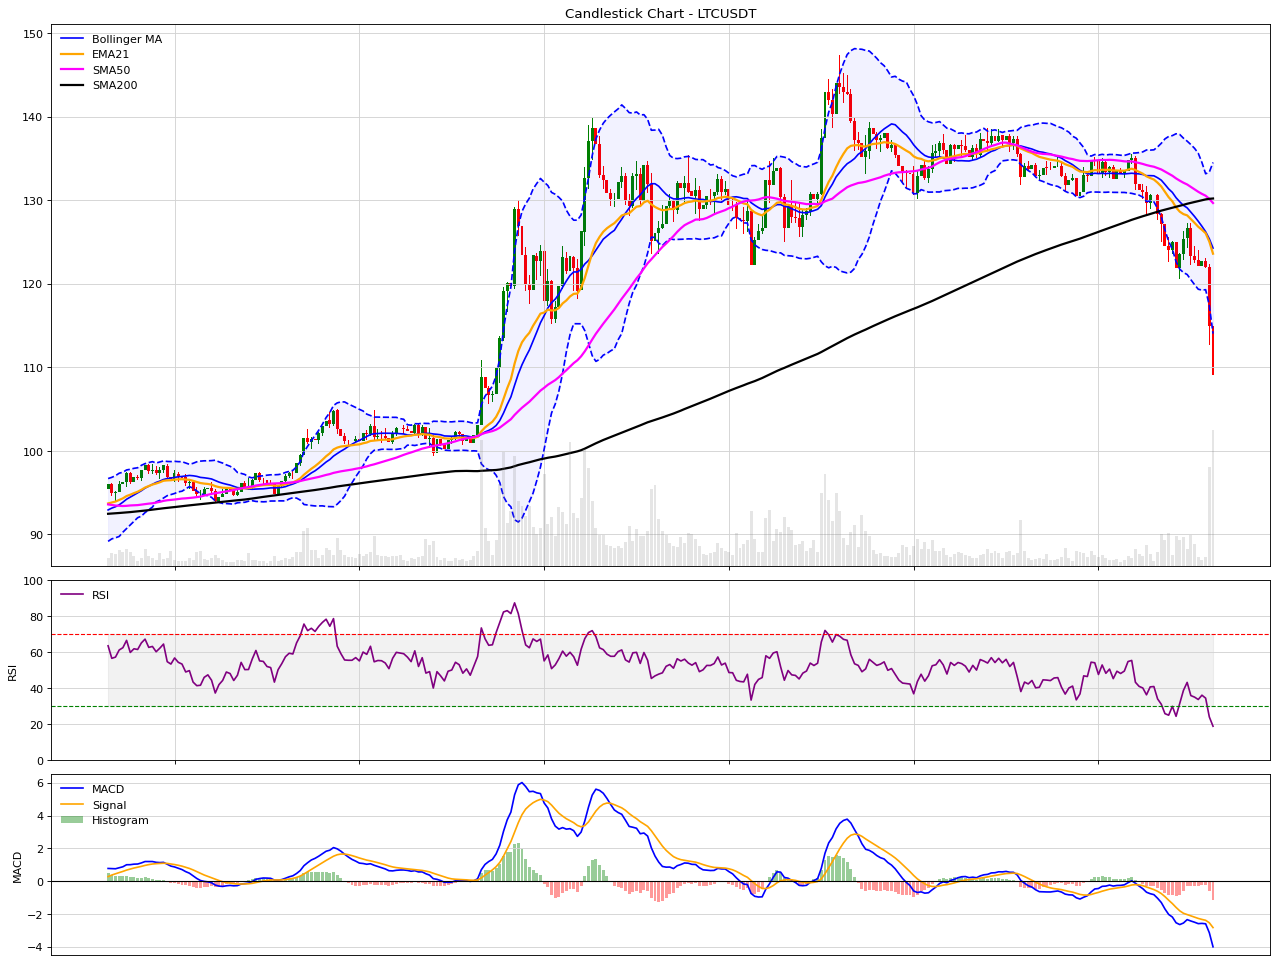 Candlestick Chart - LTCUSDT
150
140
130
120
110
100
90
Bollinger MA
EMA21
SMA50
SMA200
100
80
60
40
20
0
RSI
RSI
6
4
2
0
−2
−4
MACD
MACD
Signal
Histogram